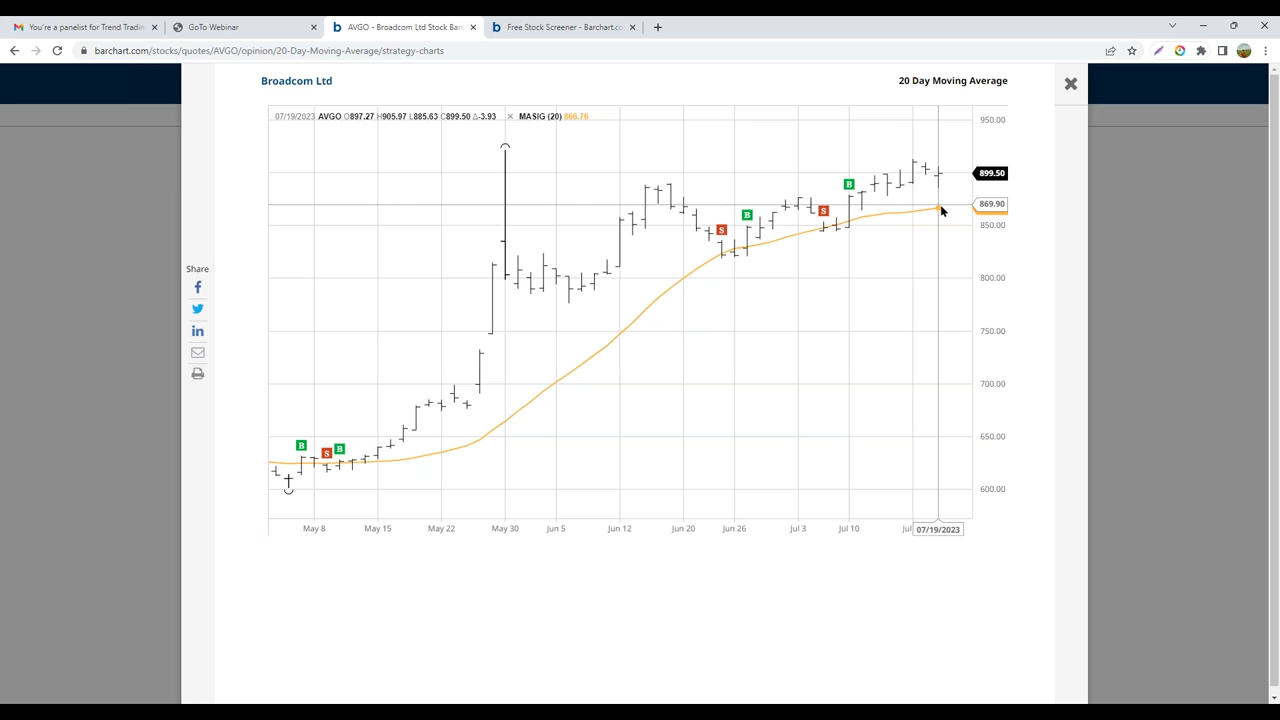 You're a panelist for Trend Tradin
GoTo Webinar
b AVGO - Broadcom Ltd Stock Bar
b Free Stock Screener - Barchart.co
barchart.com/stocks/quotes/AVGO/opinion/20-Day-Moving-Average/strategy-charts
Broadcom Ltd
20 Day Moving Average
07/19/2023 AVGO O897.27 H905.97 L885.63 C899.50 Δ-3.93 × MASIG (20) 866.76
950.00
899.50
B
869.90
S
B
S
850.00
Share
800.00
750.00
700.00
B
S
B
650.00
600.00
May 8
May 15
May 22
May 30
Jun 5
Jun 12
Jun 20
Jun 26
Jul 3
Jul 10
Jul
07/19/2023